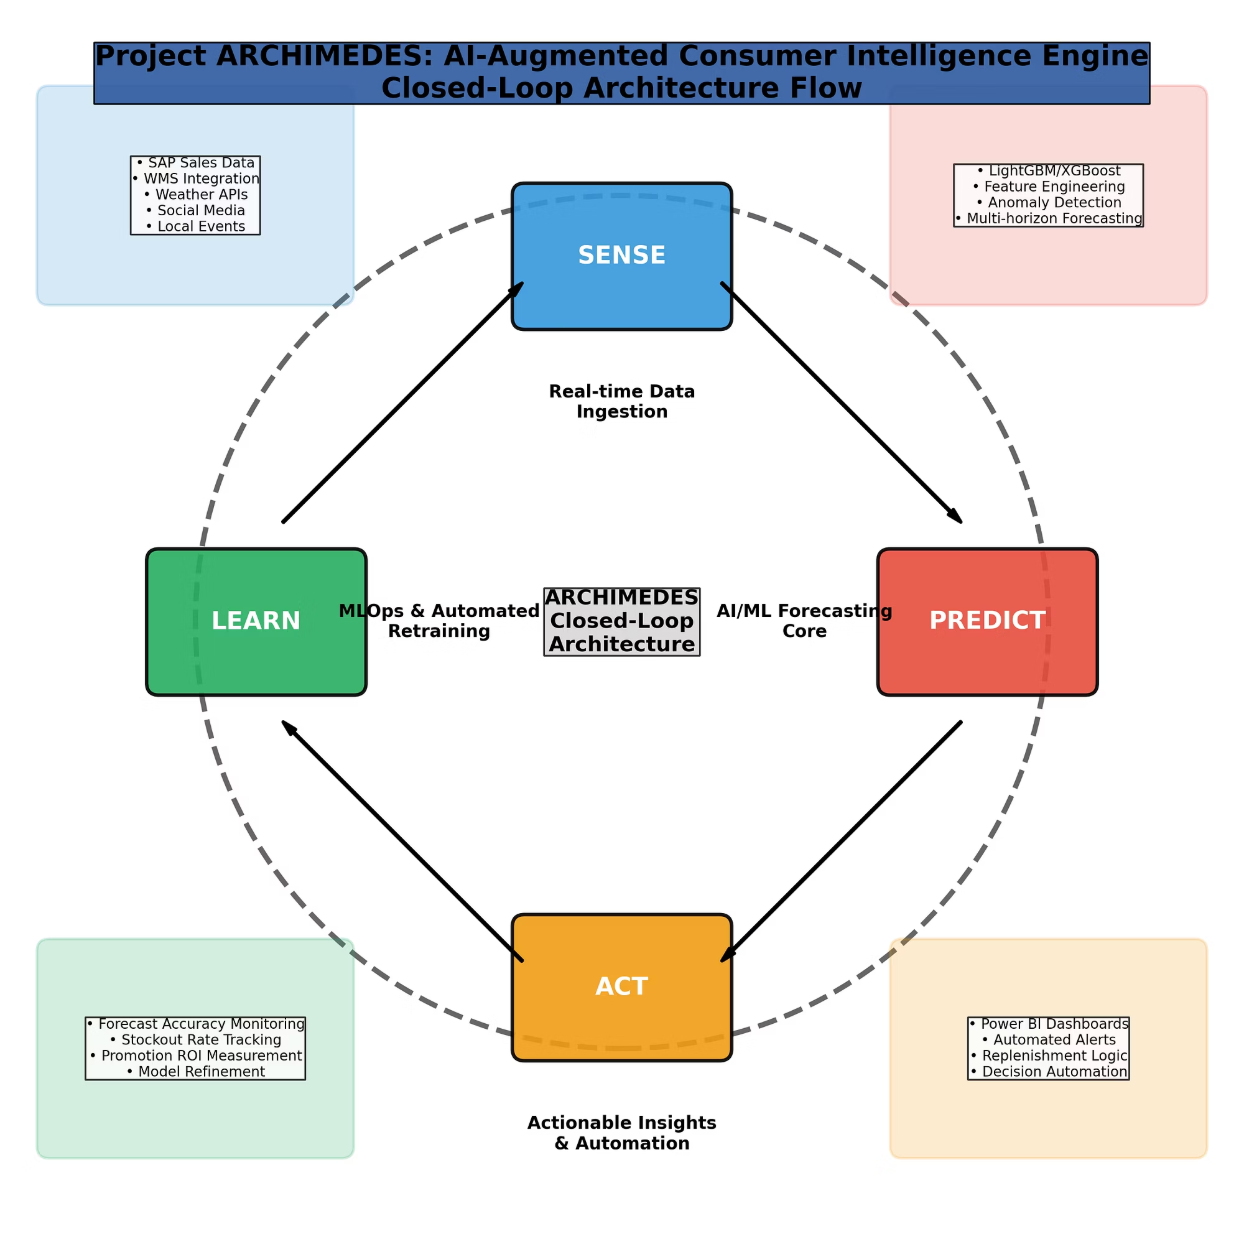 Project ARCHIMEDES: AI-Augmented Consumer Intelligence Engine
Closed-Loop Architecture Flow
• SAP Sales Data
• WMS Integration
• Weather APIs
• Social Media
• Local Events
• LightGBM/XGBoost
• Feature Engineering
• Anomaly Detection
• Multi-horizon Forecasting
SENSE
Real-time Data
Ingestion
LEARN
MLOps & Automated
Retraining
ARCHIMEDES
Closed-Loop
Architecture
AI/ML Forecasting
Core
PREDICT
ACT
Actionable Insights
& Automation
• Forecast Accuracy Monitoring
• Stockout Rate Tracking
• Promotion ROI Measurement
• Model Refinement
• Power BI Dashboards
• Automated Alerts
• Replenishment Logic
• Decision Automation